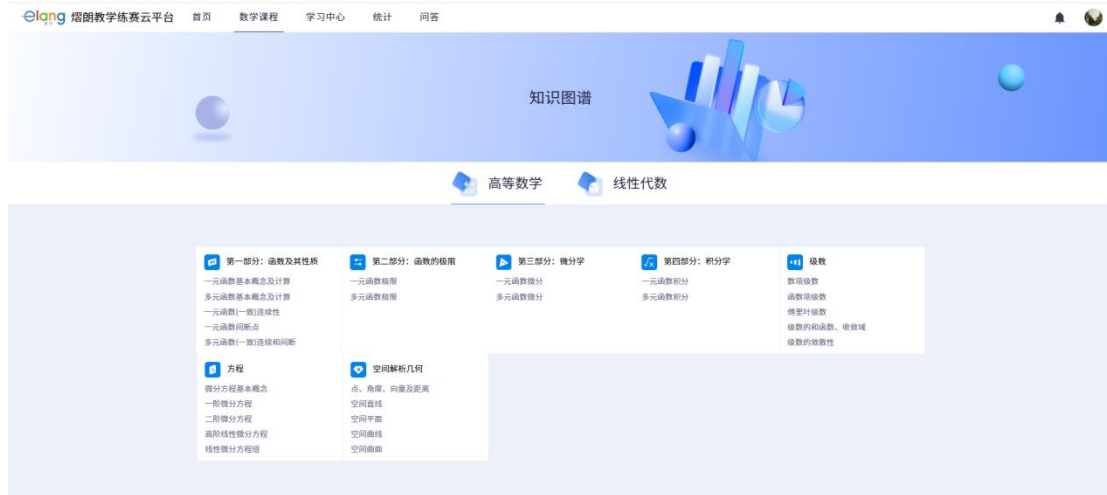 elang 熠朗教学练赛云平台 首页 数学课程 学习中心 统计 问答
知识图谱
高等数学 线性代数
第一部分：函数及其性质
一元函数基本概念及计算
多元函数基本概念及计算
一元函数(一致)连续性
一元函数间断点
多元函数(一致)连续和间断
第二部分：函数的极限
一元函数极限
多元函数极限
第三部分：微分学
一元函数微分
多元函数微分
第四部分：积分学
一元函数积分
多元函数积分
级数
数项级数
函数项级数
傅里叶级数
级数的和函数、收敛域
级数的敛散性
方程
微分方程基本概念
一阶微分方程
二阶微分方程
高阶线性微分方程
线性微分方程组
空间解析几何
点、角度、向量及距离
空间直线
空间平面
空间曲线
空间曲面